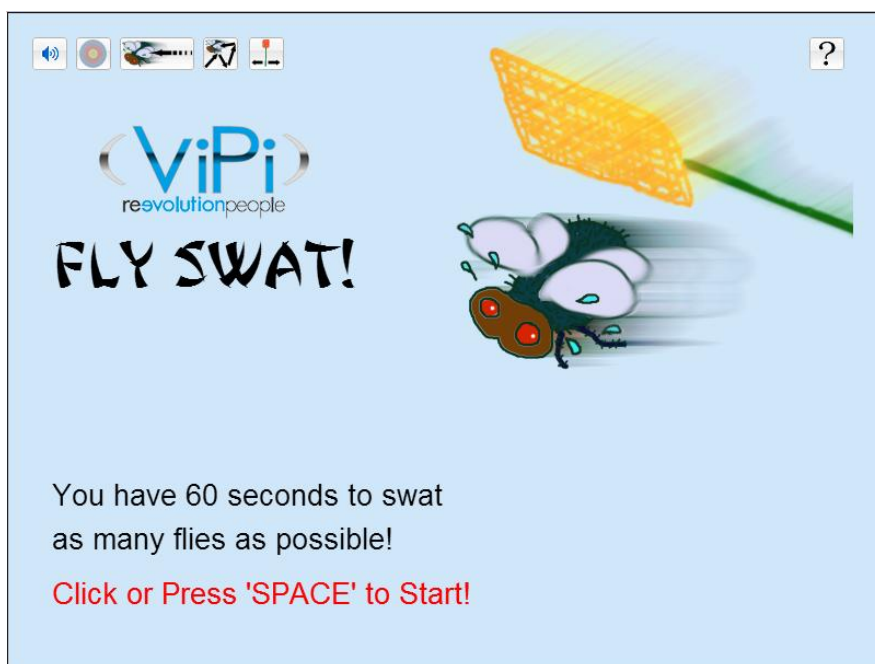 ?
ViPi
reevolutionpeople
FLY SWAT!
You have 60 seconds to swat
as many flies as possible!
Click or Press 'SPACE' to Start!